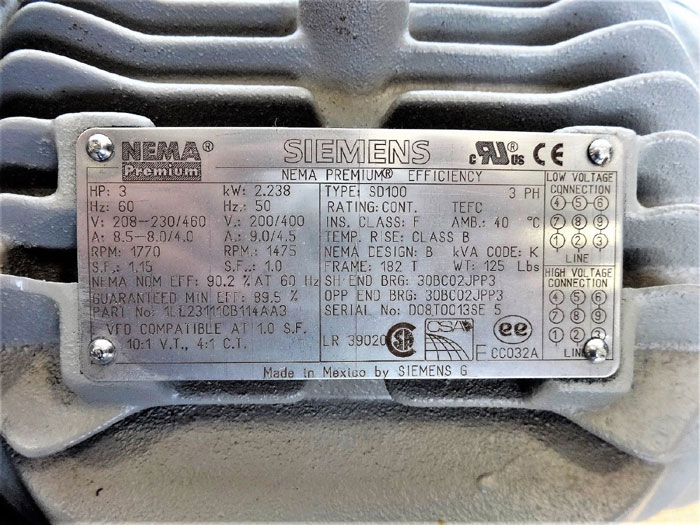 NEMA® Premium SIEMENS c UR® US CE
NEMA PREMIUM® EFFICIENCY
HP: 3 kW: 2.238 TYPE: SD100 3 PH
Hz: 60 Hz.: 50 RATING: CONT. TEFC
V: 208-230/460 V.: 200/400 INS. CLASS: F AMB.: 40 °C
A: 8.5-8.0/4.0 A.: 9.0/4.5 TEMP. RISE: CLASS B
RPM: 1770 RPM.: 1475 NEMA DESIGN: B kVA CODE: K
S.F.: 1.15 S.F..: 1.0 FRAME: 182 T WT: 125 Lbs
NEMA NOM EFF: 90.2 % AT 60 Hz SH END BRG: 30BC02JPP3
GUARANTEED MIN EFF: 89.5 % OPP END BRG: 30BC02JPP3
PART No: 1LE23111CB114AA3 SERIAL No: D08T0C13SE 5
VFD COMPATIBLE AT 1.0 S.F.
10:1 V.T., 4:1 C.T.
LR 39020 CSA ee
CC032A
LOW VOLTAGE
CONNECTION
4 5 6
7 8 9
1 2 3
LINE
HIGH VOLTAGE
CONNECTION
4 5 6
7 8 9
1 2 3
LINE
Made in Mexico by SIEMENS G